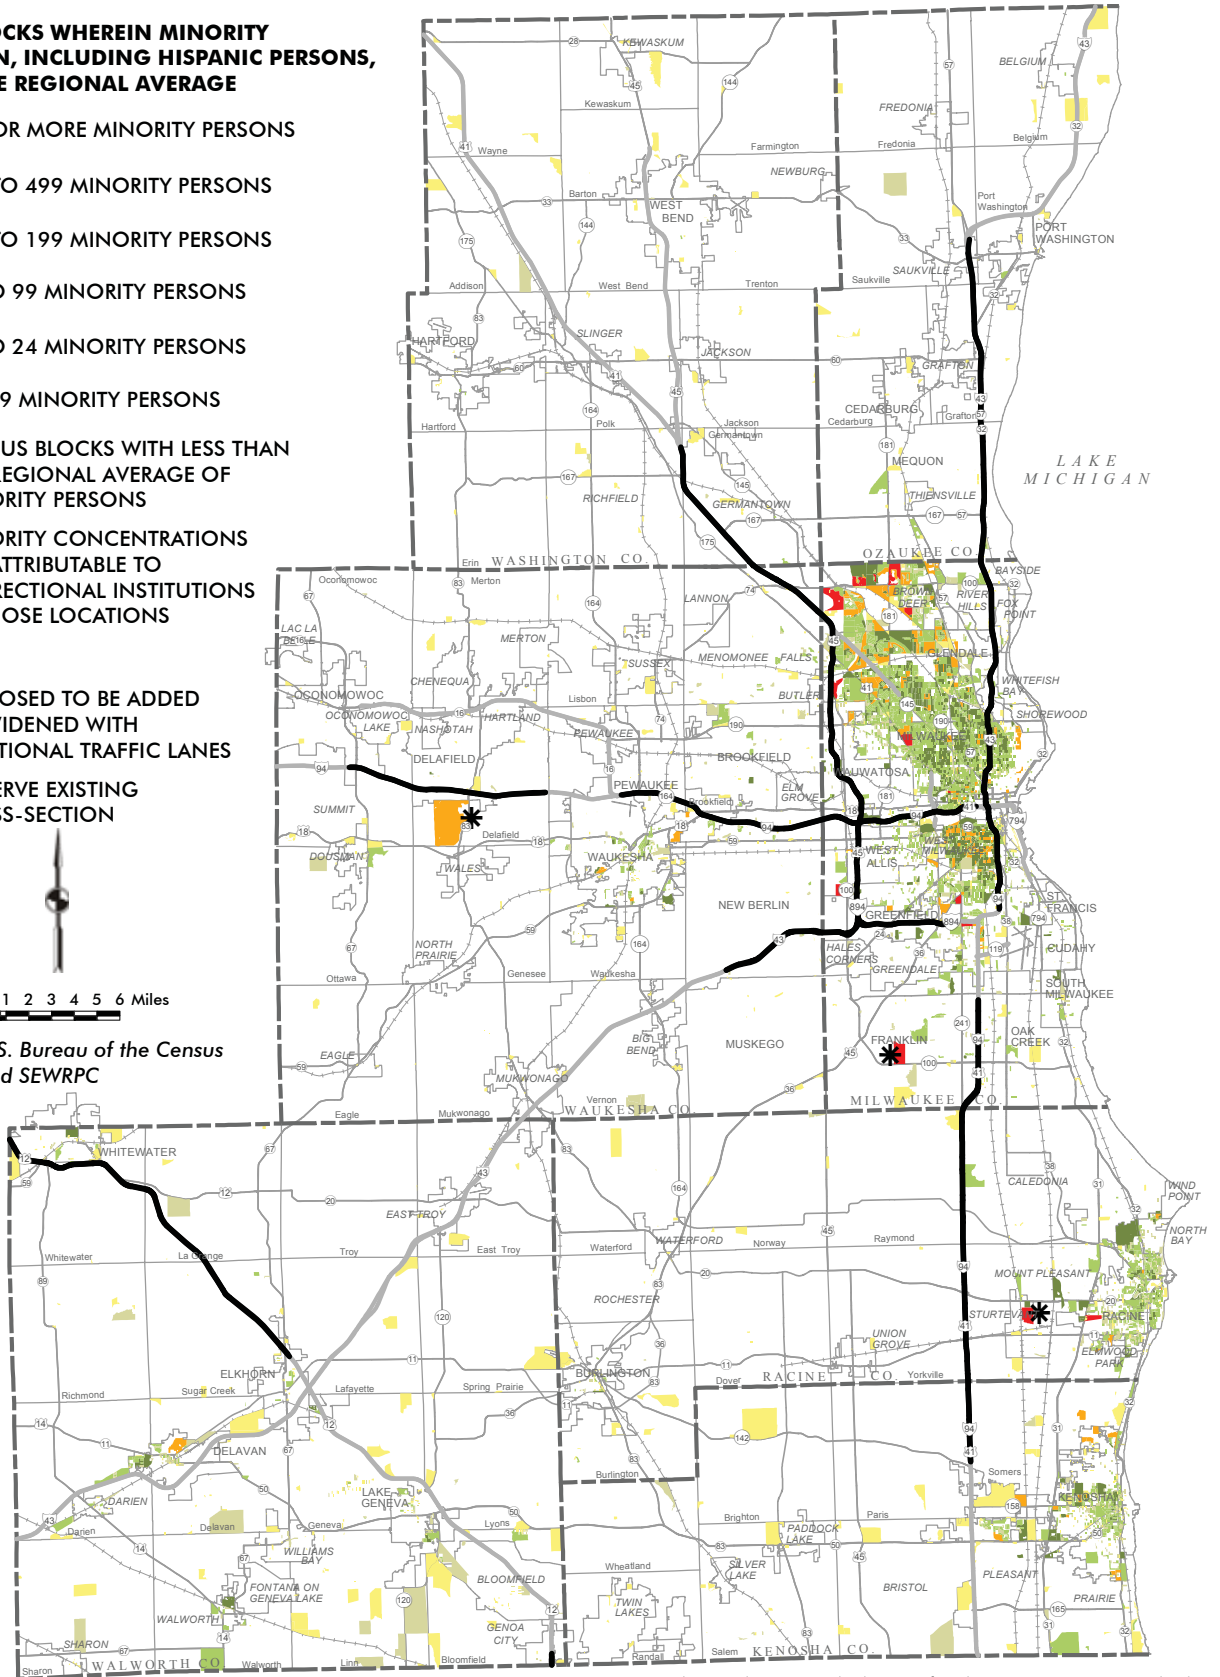 OCKS WHEREIN MINORITY
N, INCLUDING HISPANIC PERSONS,
E REGIONAL AVERAGE
OR MORE MINORITY PERSONS
TO 499 MINORITY PERSONS
TO 199 MINORITY PERSONS
O 99 MINORITY PERSONS
O 24 MINORITY PERSONS
9 MINORITY PERSONS
US BLOCKS WITH LESS THAN
REGIONAL AVERAGE OF
ORITY PERSONS
ORITY CONCENTRATIONS
ATTRIBUTABLE TO
RECTIONAL INSTITUTIONS
HOSE LOCATIONS
OSED TO BE ADDED
WIDENED WITH
TIONAL TRAFFIC LANES
ERVE EXISTING
SS-SECTION
1 2 3 4 5 6 Miles
S. Bureau of the Census
d SEWRPC
KEWASKUM
Kewaskum
BELGIUM
FREDONIA
Fredonia
Belgium
Wayne
Farmington
NEWBURG
Barton
WEST
BEND
Port
Washington
PORT
WASHINGTON
SAUKVILLE
Saukville
Addison
West Bend
Trenton
SLINGER
HARTFORD
JACKSON
GRAFTON
CEDARBURG
Grafton
Cedarburg
Hartford
Polk
Jackson
Germantown
MEQUON
LAKE
MICHIGAN
RICHFIELD
GERMANTOWN
THIENSVILLE
Erin
WASHINGTON CO.
OZAUKEE CO.
Oconomowoc
Merton
LANNON
BAYSIDE
BROWN
DEER
RIVER
HILLS
FOX
POINT
LAC LA
BELLE
MERTON
SUSSEX
MENOMONEE FALLS
GLENDALE
CHENEQUA
BUTLER
WHITEFISH
BAY
OCONOMOWOC
Lisbon
OCONOMOWOC
LAKE
NASHOTAH
HARTLAND
PEWAUKEE
SHOREWOOD
MILWAUKEE
DELAFIELD
BROOKFIELD
WAUWATOSA
PEWAUKEE
ELM
GROVE
Brookfield
SUMMIT
Delafield
DOUSMAN
WALES
WAUKESHA
WEST
MILWAUKEE
WEST
ALLIS
NEW BERLIN
GREENFIELD
ST.
FRANCIS
NORTH
PRAIRIE
HALES
CORNERS
GREENDALE
CUDAHY
Ottawa
Genesee
Waukesha
SOUTH
MILWAUKEE
EAGLE
BIG
BEND
MUSKEGO
FRANKLIN
OAK
CREEK
MUKWONAGO
Vernon
Eagle
Mukwonago
WAUKESHA CO.
MILWAUKEE CO.
WHITEWATER
CALEDONIA
WIND
POINT
EAST TROY
NORTH
BAY
Whitewater
La Grange
Troy
East Troy
Waterford
WATERFORD
Norway
Raymond
MOUNT PLEASANT
ROCHESTER
RACINE
UNION
GROVE
ELMWOOD
PARK
ELKHORN
BURLINGTON
Dover
RACINE CO.
Yorkville
Richmond
Sugar Creek
Lafayette
Spring Prairie
DELAVAN
Burlington
Somers
LAKE
GENEVA
KENOSHA
DARIEN
Darien
Delavan
Geneva
Lyons
Brighton
Paris
PADDOCK
LAKE
WILLIAMS
BAY
Wheatland
SILVER
LAKE
BLOOMFIELD
PLEASANT
PRAIRIE
FONTANA ON
GENEVA LAKE
BRISTOL
TWIN
LAKES
WALWORTH
GENOA
CITY
SHARON
Sharon
WALWORTH CO
Walworth
Linn
Bloomfield
Randall
Salem
KENOSHA CO.